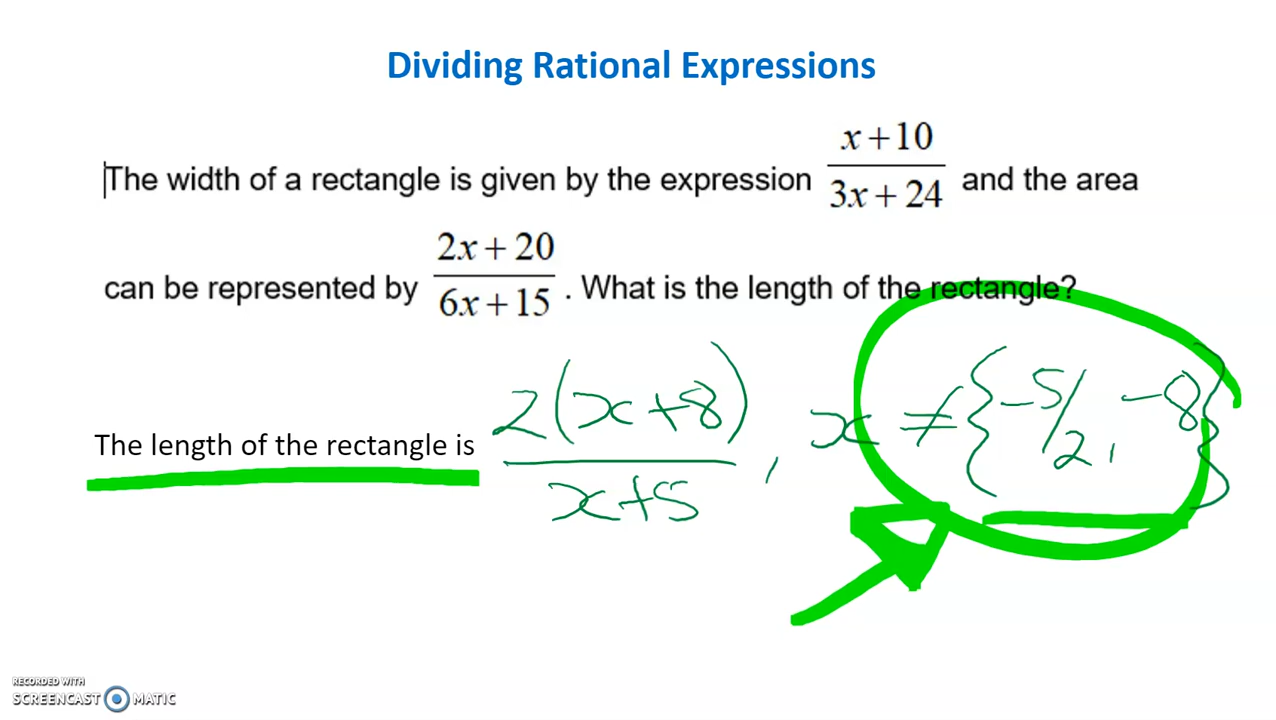 Dividing Rational Expressions
The width of a rectangle is given by the expression (x + 10)/(3x + 24) and the area
can be represented by (2x + 20)/(6x + 15) . What is the length of the rectangle?
The length of the rectangle is 2(x+8)/(x+5) , x ≠ {-5/2, -8}
RECORDED WITH
SCREENCAST MATIC